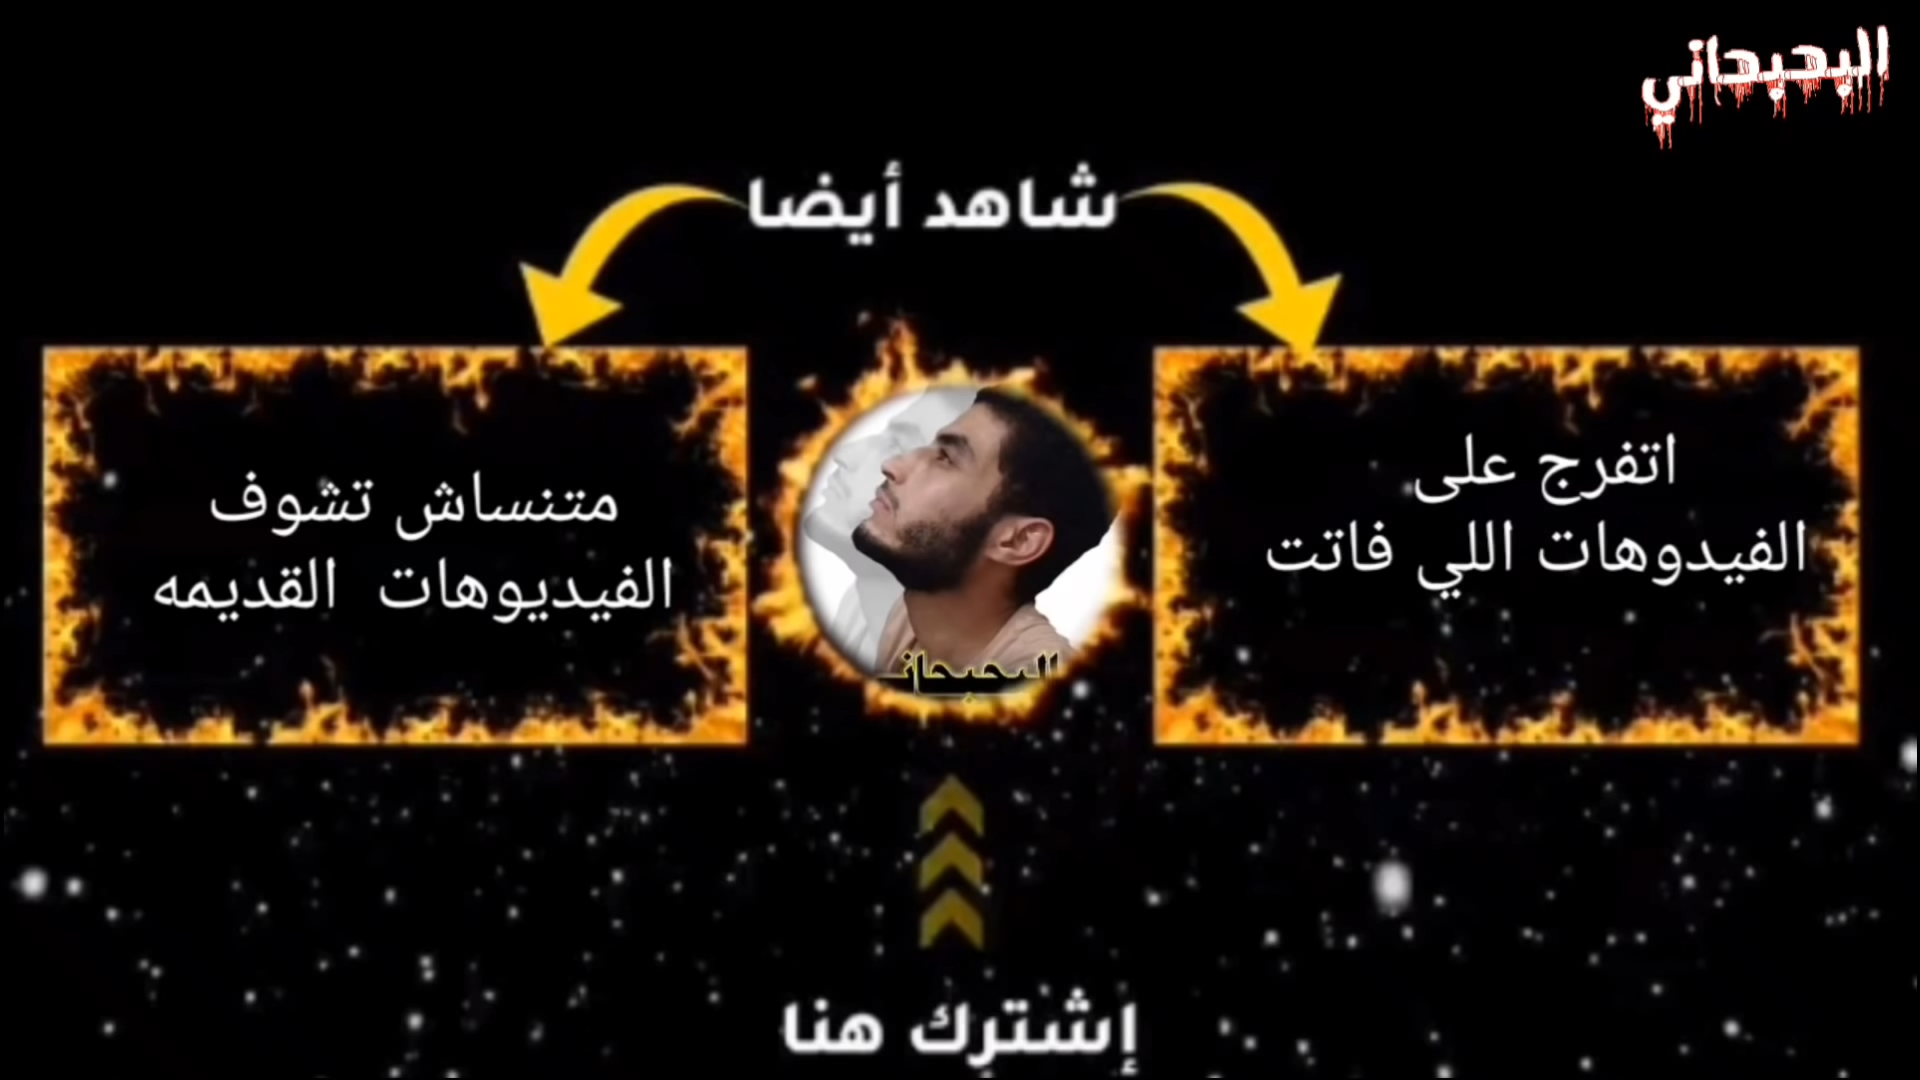 البحبحاني
شاهد أيضا
اتفرج على
الفيدوهات اللي فاتت
متنساش تشوف
الفيديوهات القديمه
إشترك هنا